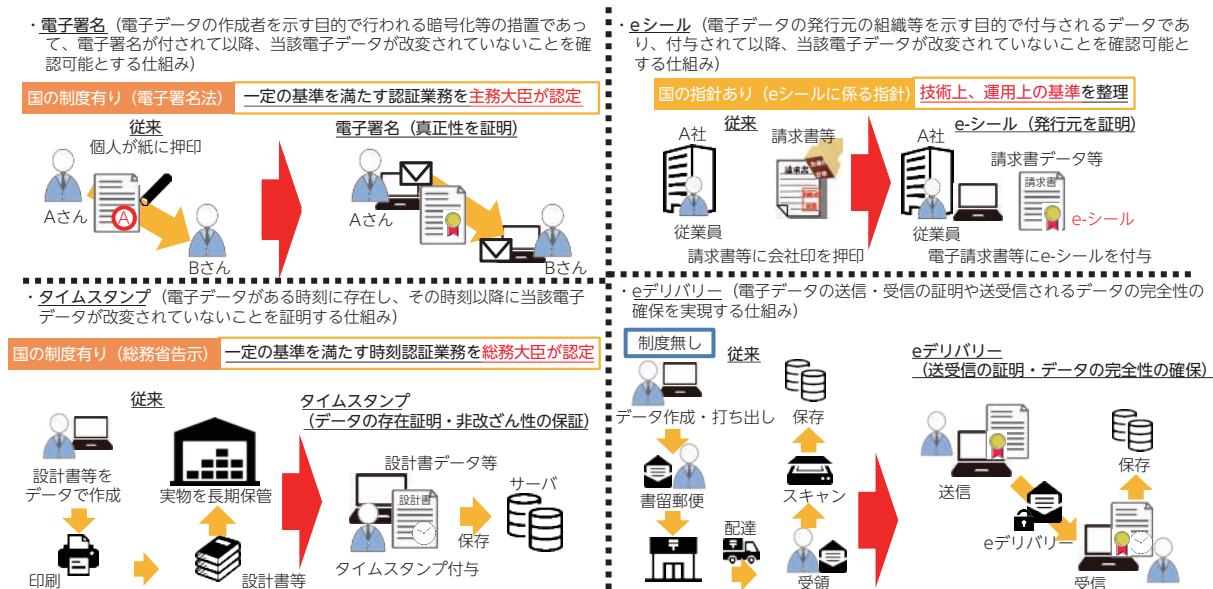 ・電子署名（電子データの作成者を示す目的で行われる暗号化等の措置であっ
て、電子署名が付されて以降、当該電子データが改変されていないことを確
認可能とする仕組み）
国の制度有り（電子署名法）
一定の基準を満たす認証業務を主務大臣が認定
従来
個人が紙に押印
Aさん
A
Bさん
電子署名（真正性を証明）
Aさん
Bさん
・eシール（電子データの発行元の組織等を示す目的で付与されるデータであ
り、付与されて以降、当該電子データが改変されていないことを確認可能と
する仕組み）
国の指針あり（eシールに係る指針）
技術上、運用上の基準を整理
A社
従来
請求書等
請求書
従業員
請求書等に会社印を押印
e-シール（発行元を証明）
A社
請求書データ等
請求書
e-シール
従業員
電子請求書等にe-シールを付与
・タイムスタンプ（電子データがある時刻に存在し、その時刻以降に当該電子
データが改変されていないことを証明する仕組み）
国の制度有り（総務省告示）
一定の基準を満たす時刻認証業務を総務大臣が認定
従来
設計書等を
データで作成
印刷
設計書等
実物を長期保管
タイムスタンプ
（データの存在証明・非改ざん性の保証）
設計書データ等
設計書
タイムスタンプ付与
保存
サーバ
・eデリバリー（電子データの送信・受信の証明や送受信されるデータの完全性の
確保を実現する仕組み）
制度無し
従来
データ作成・打ち出し
書留郵便
配達
受領
スキャン
保存
eデリバリー
（送受信の証明・データの完全性の確保）
送信
eデリバリー
受信
保存